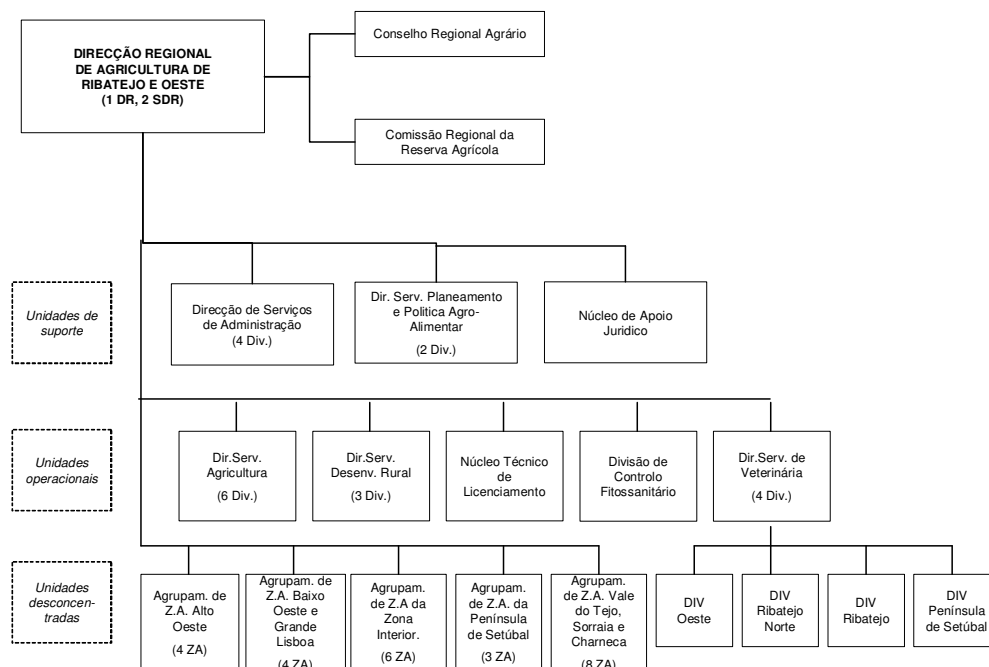 DIRECÇÃO REGIONAL
DE AGRICULTURA DE
RIBATEJO E OESTE
(1 DR, 2 SDR)
Conselho Regional Agrário
Comissão Regional da
Reserva Agrícola
Unidades de
suporte
Direcção de Serviços
de Administração
(4 Div.)
Dir. Serv. Planeamento
e Politica Agro-
Alimentar
(2 Div.)
Núcleo de Apoio
Juridico
Unidades
operacionais
Dir.Serv.
Agricultura
(6 Div.)
Dir.Serv.
Desenv. Rural
(3 Div.)
Núcleo Técnico
de
Licenciamento
Divisão de
Controlo
Fitossanitário
Dir.Serv. de
Veterinária
(4 Div.)
Unidades
desconcen-
tradas
Agrupam. de
Z.A. Alto
Oeste
(4 ZA)
Agrupam. de
Z.A. Baixo
Oeste e
Grande
Lisboa
(4 ZA)
Agrupam.
de Z.A da
Zona
Interior.
(6 ZA)
Agrupam.
de Z.A. da
Península
de Setúbal
(3 ZA)
Agrupam.
de Z.A. Vale
do Tejo,
Sorraia e
Charneca
(8 ZA)
DIV
Oeste
DIV
Ribatejo
Norte
DIV
Ribatejo
DIV
Península
de Setúbal